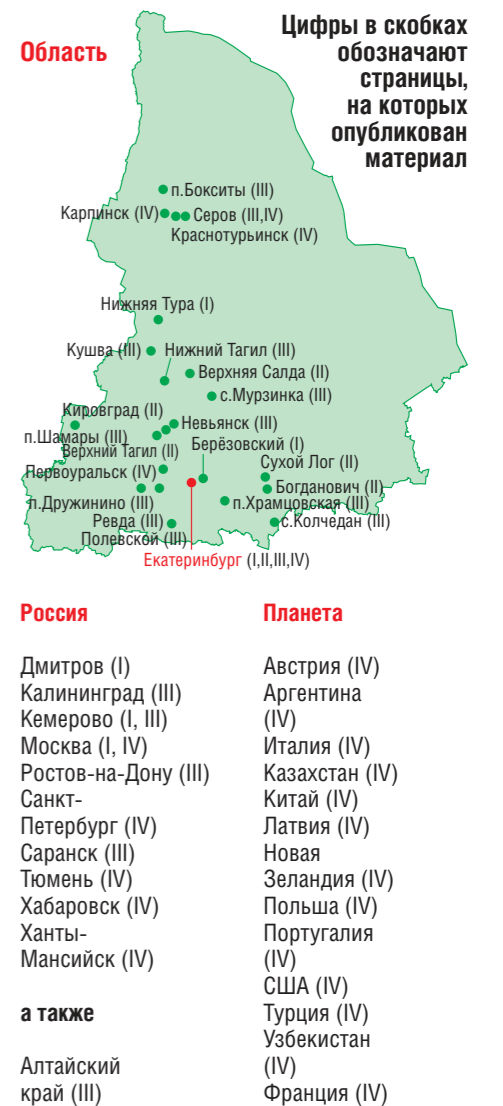 Область
Цифры в скобках
обозначают
страницы,
на которых
опубликован
материал
п.Бокситы (III)
Карпинск (IV)
Серов (III,IV)
Краснотурьинск (IV)
Нижняя Тура (I)
Кушва (III)
Нижний Тагил (III)
Верхняя Салда (II)
с.Мурзинка (III)
Кировград (II)
Невьянск (III)
п.Шамары (III)
Берёзовский (I)
Верхний Тагил (II)
Сухой Лог (II)
Первоуральск (IV)
Богданович (II)
п.Дружинино (III)
п.Храмцовская (III)
Ревда (III)
с.Колчедан (III)
Полевской (III)
Екатеринбург (I,II,III,IV)
Россия
Дмитров (I)
Калининград (III)
Кемерово (I, III)
Москва (I, IV)
Ростов-на-Дону (III)
Санкт-
Петербург (IV)
Саранск (III)
Тюмень (IV)
Хабаровск (IV)
Ханты-
Мансийск (IV)
а также
Алтайский
край (III)
Планета
Австрия (IV)
Аргентина
(IV)
Италия (IV)
Казахстан (IV)
Китай (IV)
Латвия (IV)
Новая
Зеландия (IV)
Польша (IV)
Португалия
(IV)
США (IV)
Турция (IV)
Узбекистан
(IV)
Франция (IV)